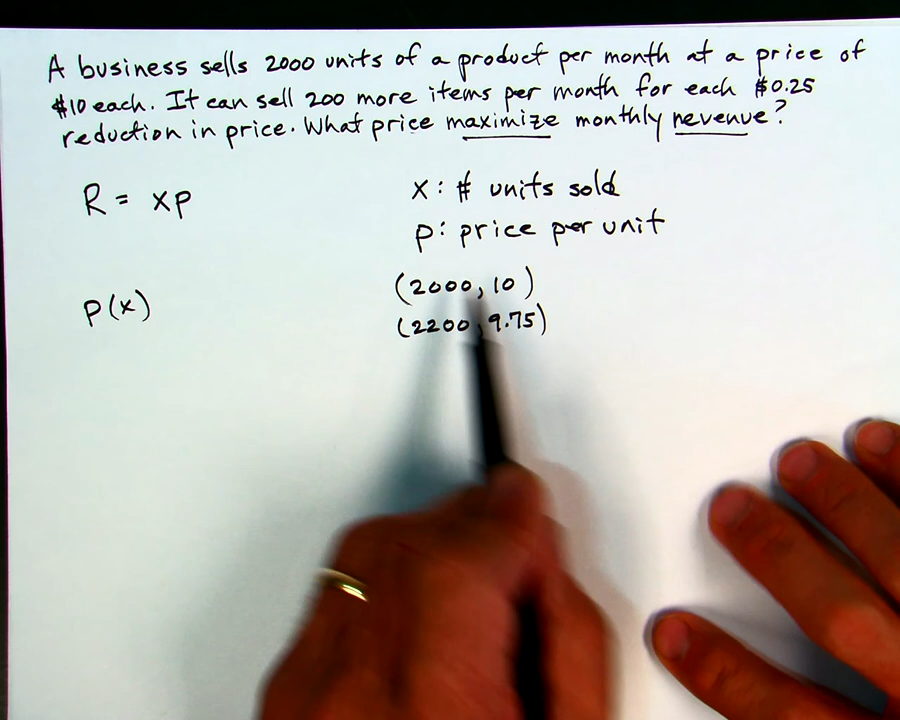 A business sells 2000 units of a product per month at a price of
$10 each. It can sell 200 more items per month for each $0.25
reduction in price. What price maximize monthly revenue?
R = xp
x: # units sold
p: price per unit
(2000, 10)
p(x)
(2200, 9.75)